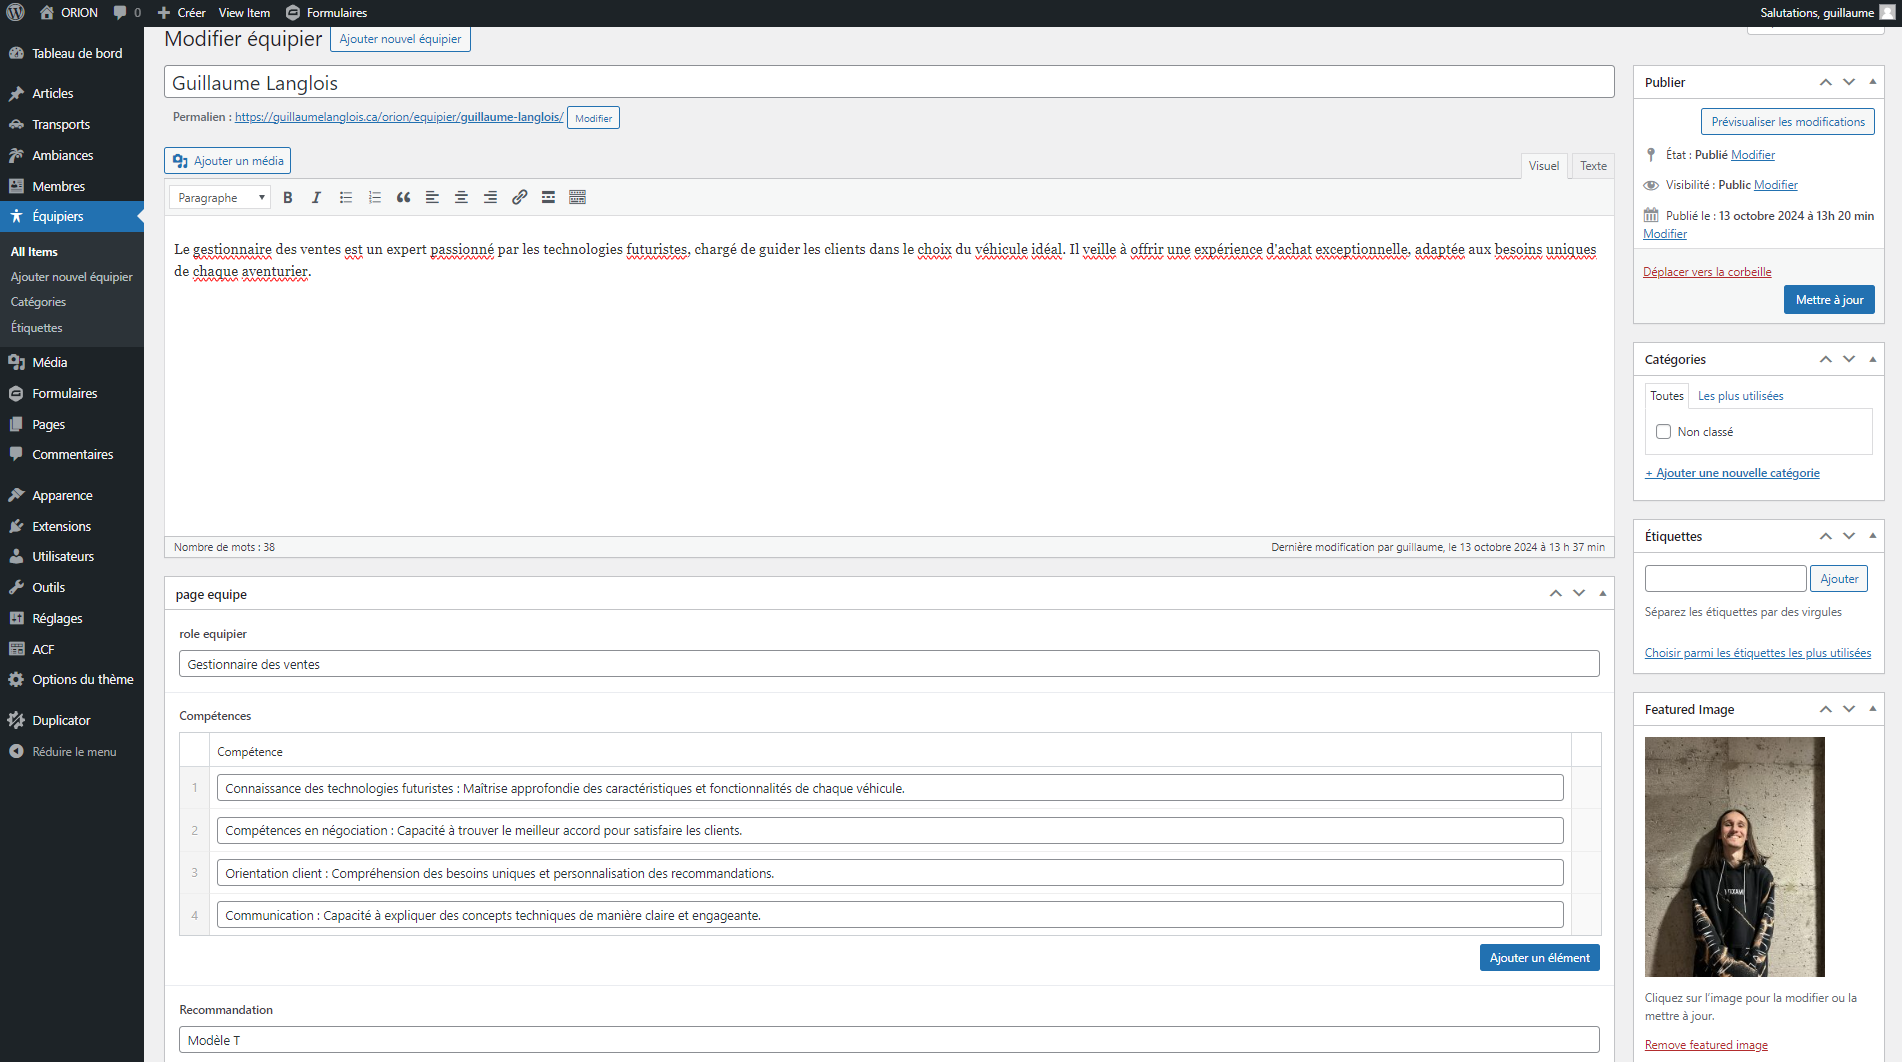 ORION 0 Créer View Item Formulaires Salutations, guillaume
Tableau de bord
Articles
Transports
Ambiances
Membres
Équipiers
All Items
Ajouter nouvel équipier
Catégories
Étiquettes
Média
Formulaires
Pages
Commentaires
Apparence
Extensions
Utilisateurs
Outils
Réglages
ACF
Options du thème
Duplicator
Réduire le menu
Modifier équipier Ajouter nouvel équipier
Guillaume Langlois
Permalien : https://guillaumelanglois.ca/orion/equipier/guillaume-langlois/ Modifier
Ajouter un média
Visuel Texte
Paragraphe
Le gestionnaire des ventes est un expert passionné par les technologies futuristes, chargé de guider les clients dans le choix du véhicule idéal. Il veille à offrir une expérience d'achat exceptionnelle, adaptée aux besoins uniques
de chaque aventurier.
Nombre de mots : 38 Dernière modification par guillaume, le 13 octobre 2024 à 13 h 37 min
page equipe
role equipier
Gestionnaire des ventes
Compétences
Compétence
1 Connaissance des technologies futuristes : Maîtrise approfondie des caractéristiques et fonctionnalités de chaque véhicule.
2 Compétences en négociation : Capacité à trouver le meilleur accord pour satisfaire les clients.
3 Orientation client : Compréhension des besoins uniques et personnalisation des recommandations.
4 Communication : Capacité à expliquer des concepts techniques de manière claire et engageante.
Ajouter un élément
Recommandation
Modèle T
Publier
Prévisualiser les modifications
État : Publié Modifier
Visibilité : Public Modifier
Publié le : 13 octobre 2024 à 13h 20 min
Modifier
Déplacer vers la corbeille
Mettre à jour
Catégories
Toutes Les plus utilisées
Non classé
+ Ajouter une nouvelle catégorie
Étiquettes
Ajouter
Séparez les étiquettes par des virgules
Choisir parmi les étiquettes les plus utilisées
Featured Image
Cliquez sur l'image pour la modifier ou la
mettre à jour.
Remove featured image